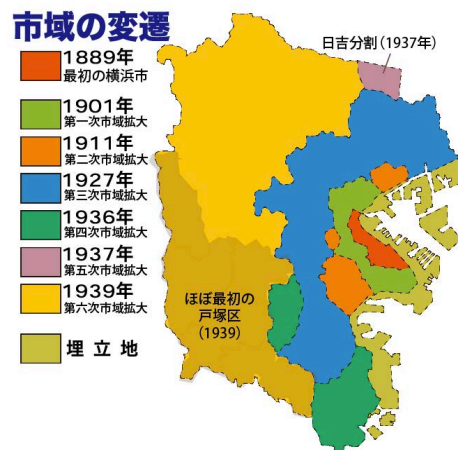 市域の変遷
1889年
最初の横浜市
1901年
第一次市域拡大
1911年
第二次市域拡大
1927年
第三次市域拡大
1936年
第四次市域拡大
1937年
第五次市域拡大
1939年
第六次市域拡大
埋立地
日吉分割(1937年)
ほぼ最初の
戸塚区
(1939)